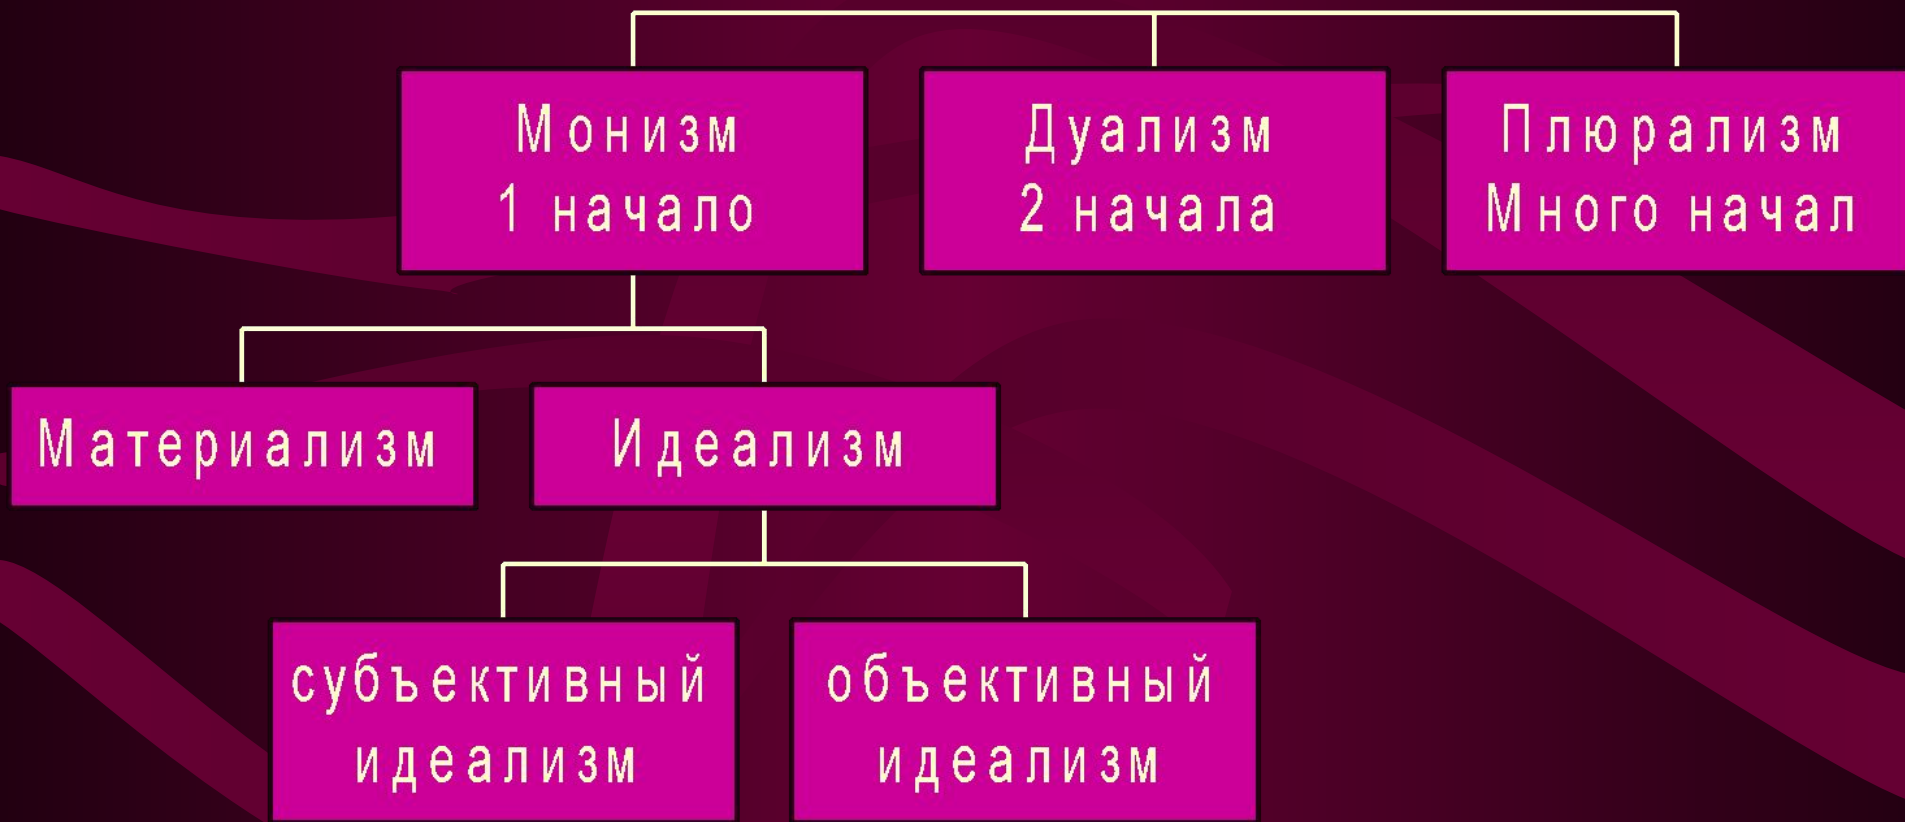 Монизм
1 начало
Дуализм
2 начала
Плюрализм
Много начал
Материализм
Идеализм
субъективный
идеализм
объективный
идеализм